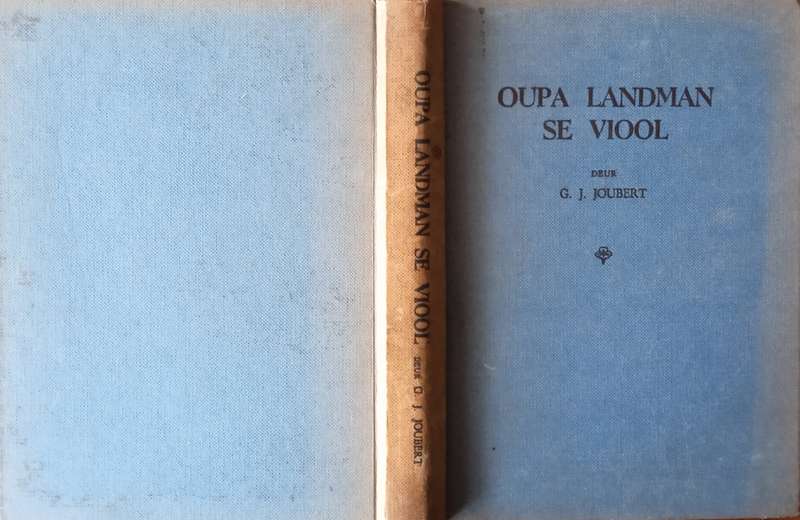 OUPA LANDMAN SE VIOOL DEUR G. J. JOUBERT
OUPA LANDMAN
SE VIOOL
DEUR
G. J. JOUBERT